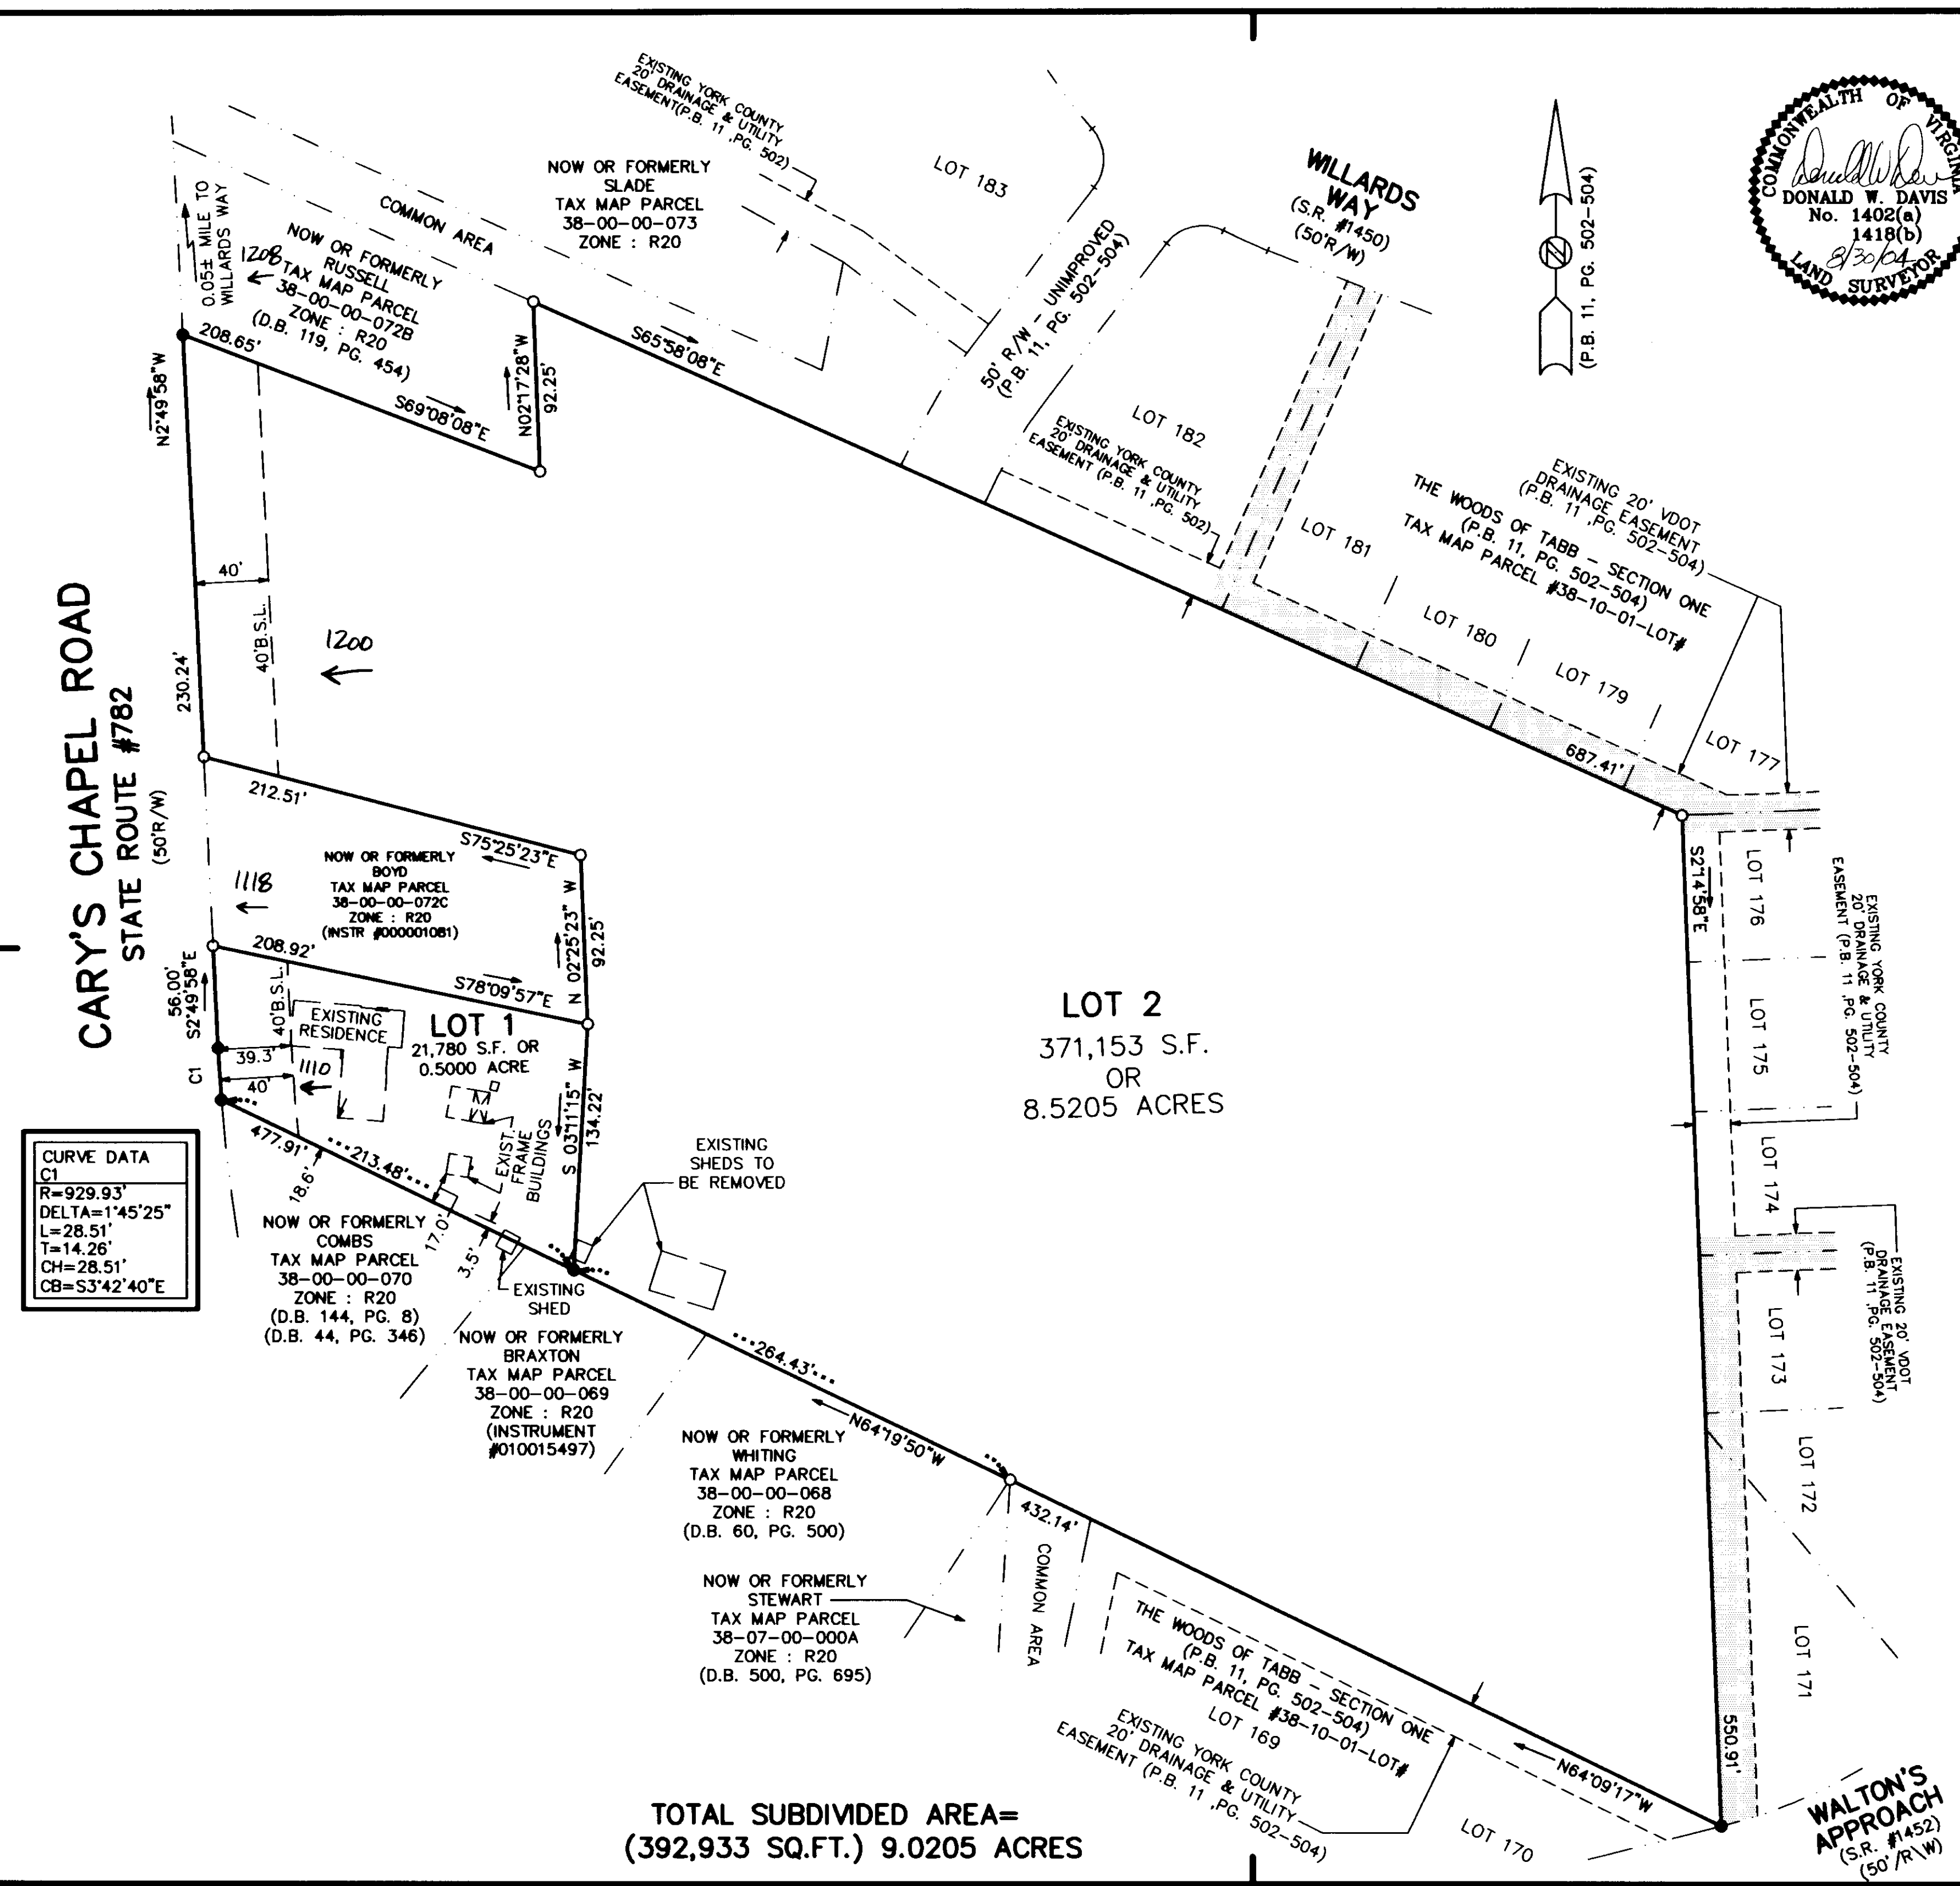 EXISTING YORK COUNTY
20' DRAINAGE & UTILITY
EASEMENT(P.B. 11 ,PG. 502)
LOT 183
WILLARDS
WAY
(S.R. #1450)
(50'R/W)
(P.B. 11, PG. 502-504)
COMMONWEALTH OF VIRGINIA
DONALD W. DAVIS
No. 1402(a)
1418(b)
8/30/04
LAND SURVEYOR
0.05± MILE TO
WILLARDS WAY
COMMON AREA
NOW OR FORMERLY
SLADE
TAX MAP PARCEL
38-00-00-073
ZONE : R20
1208
NOW OR FORMERLY
RUSSELL
TAX MAP PARCEL
38-00-00-072B
ZONE : R20
(D.B. 119, PG. 454)
208.65'
S69°08'08"E
N02°17'28"W
92.25'
S65°58'08"E
50' R/W - UNIMPROVED
(P.B. 11, PG. 502-504)
LOT 182
EXISTING YORK COUNTY
20' DRAINAGE & UTILITY
EASEMENT (P.B. 11 ,PG. 502)
LOT 181
EXISTING 20' VDOT
DRAINAGE EASEMENT
(P.B. 11 ,PG. 502-504)
THE WOODS OF TABB - SECTION ONE
(P.B. 11, PG. 502-504)
TAX MAP PARCEL #38-10-01-LOT#
LOT 180
LOT 179
LOT 177
687.41'
N2°49'58"W
40'
40'B.S.L.
1200
230.24'
CARY'S CHAPEL ROAD
STATE ROUTE #782
(50'R/W)
212.51'
S75°25'23"E
NOW OR FORMERLY
BOYD
TAX MAP PARCEL
38-00-00-072C
ZONE : R20
(INSTR #000001081)
1118
N 02°25'23" W
92.25'
208.92'
S78°09'57"E
56.00'
S2°49'58"E
40'B.S.L.
EXISTING
RESIDENCE
LOT 1
21,780 S.F. OR
0.5000 ACRE
39.3'
C1
40'
1110
S 03°11'15" W
134.22'
EXIST.
FRAME
BUILDINGS
LOT 2
371,153 S.F.
OR
8.5205 ACRES
S2°14'58"E
LOT 176
EXISTING YORK COUNTY
20' DRAINAGE & UTILITY
EASEMENT (P.B. 11 ,PG. 502-504)
LOT 175
LOT 174
EXISTING 20' VDOT
DRAINAGE EASEMENT
(P.B. 11 ,PG. 502-504)
LOT 173
LOT 172
LOT 171
550.91'
CURVE DATA
C1
R=929.93'
DELTA=1°45'25"
L=28.51'
T=14.26'
CH=28.51'
CB=S3°42'40"E
477.91'
213.48'
18.6'
17.0'
3.5'
EXISTING
SHEDS TO
BE REMOVED
EXISTING
SHED
NOW OR FORMERLY
COMBS
TAX MAP PARCEL
38-00-00-070
ZONE : R20
(D.B. 144, PG. 8)
(D.B. 44, PG. 346)
NOW OR FORMERLY
BRAXTON
TAX MAP PARCEL
38-00-00-069
ZONE : R20
(INSTRUMENT
#010015497)
264.43'
N64°19'50"W
NOW OR FORMERLY
WHITING
TAX MAP PARCEL
38-00-00-068
ZONE : R20
(D.B. 60, PG. 500)
432.14'
COMMON AREA
NOW OR FORMERLY
STEWART
TAX MAP PARCEL
38-07-00-000A
ZONE : R20
(D.B. 500, PG. 695)
THE WOODS OF TABB - SECTION ONE
(P.B. 11, PG. 502-504)
TAX MAP PARCEL #38-10-01-LOT#
LOT 169
EXISTING YORK COUNTY
20' DRAINAGE & UTILITY
EASEMENT (P.B. 11 ,PG. 502-504)
N64°09'17"W
LOT 170
WALTON'S
APPROACH
(S.R. #1452)
(50' /R\W)
TOTAL SUBDIVIDED AREA=
(392,933 SQ.FT.) 9.0205 ACRES